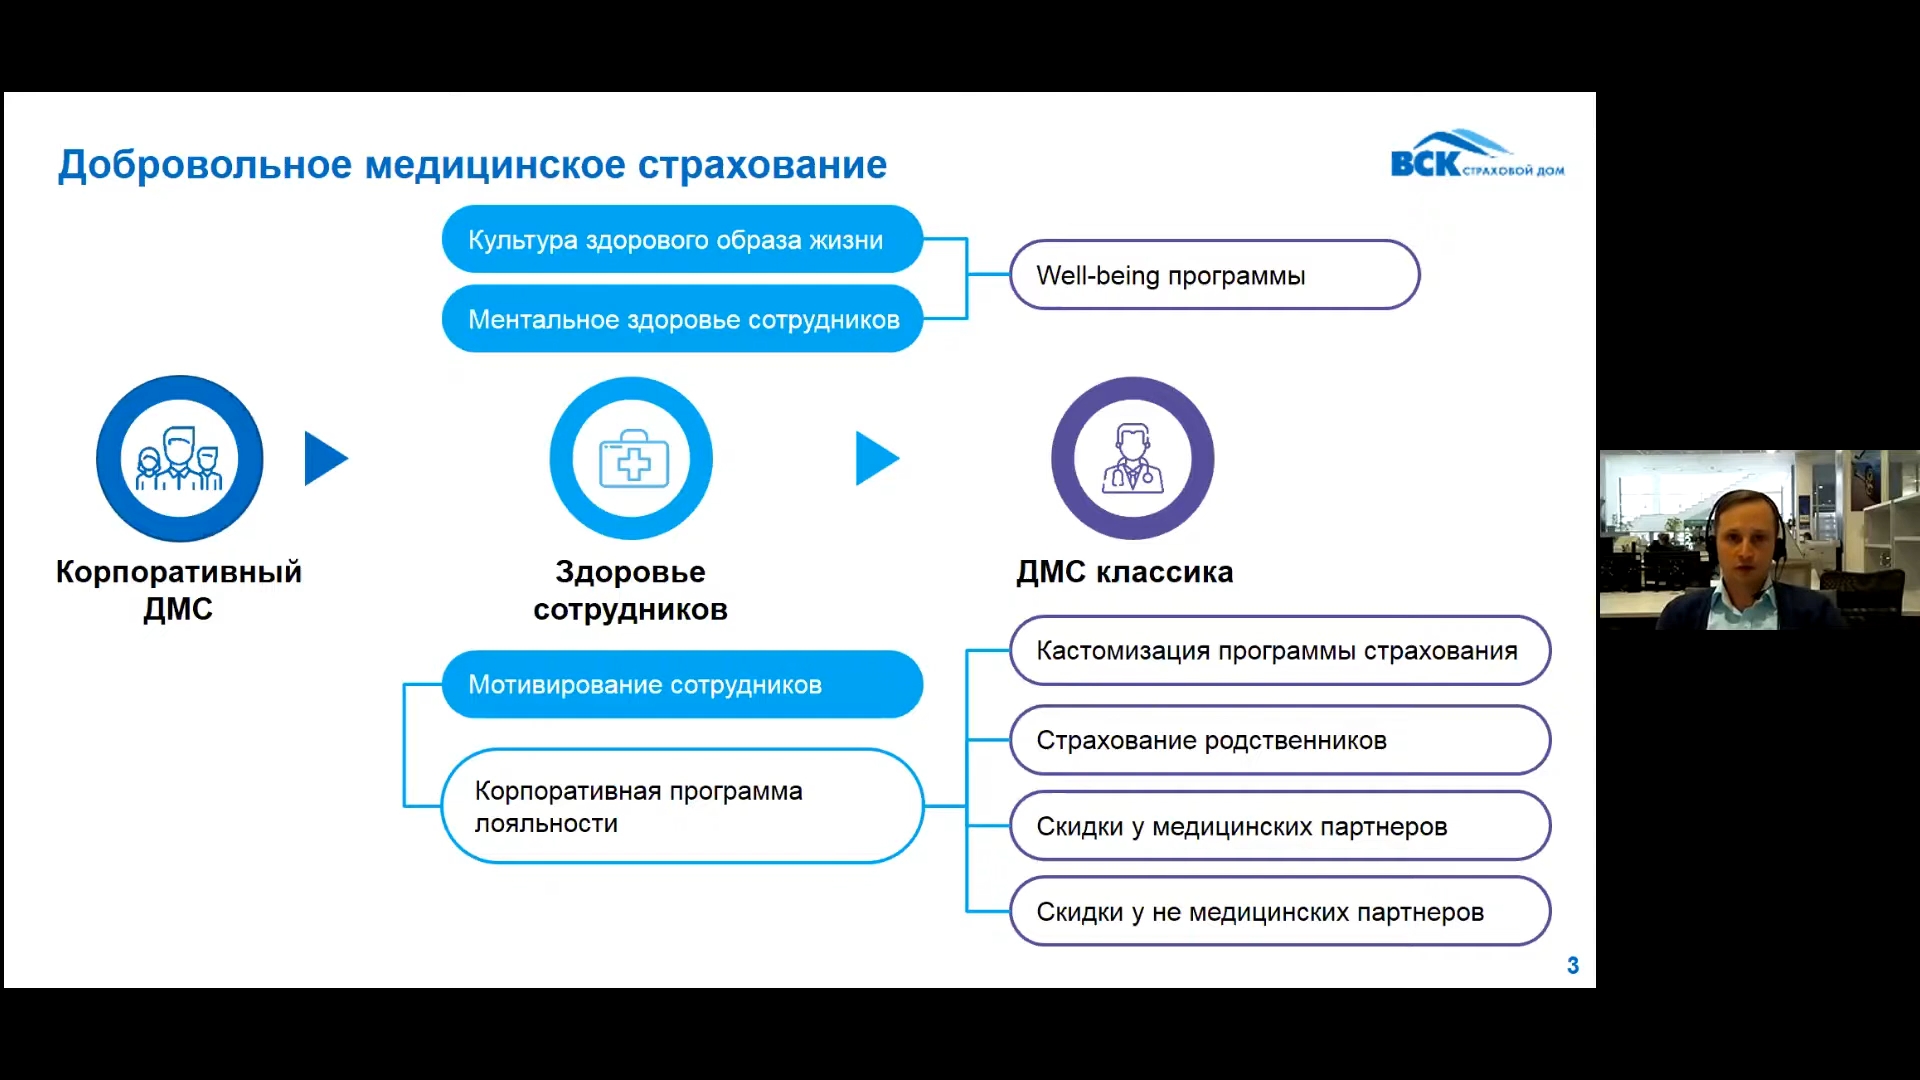 Добровольное медицинское страхование
ВСК СТРАХОВОЙ ДОМ
Культура здорового образа жизни
Ментальное здоровье сотрудников
Well-being программы
Корпоративный
ДМС
Здоровье
сотрудников
ДМС классика
Мотивирование сотрудников
Корпоративная программа
лояльности
Кастомизация программы страхования
Страхование родственников
Скидки у медицинских партнеров
Скидки у не медицинских партнеров
3